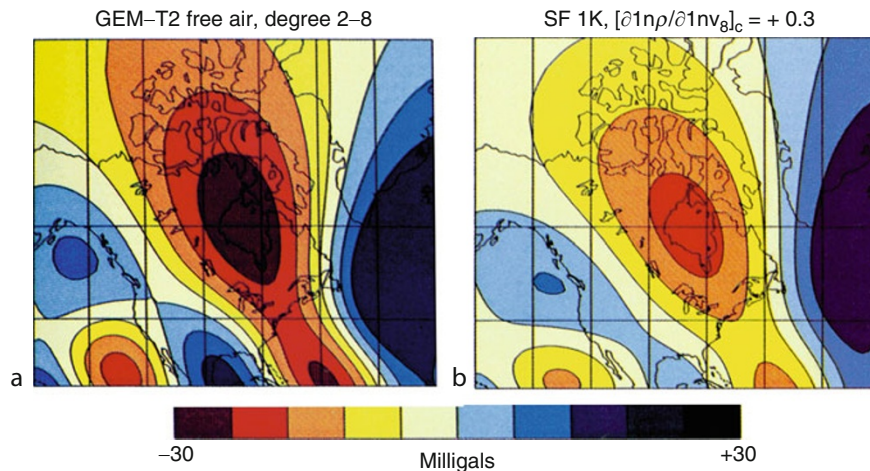 GEM–T2 free air, degree 2–8
SF 1K, [∂1nρ/∂1nv₈]c = + 0.3
a
b
−30
+30
Milligals